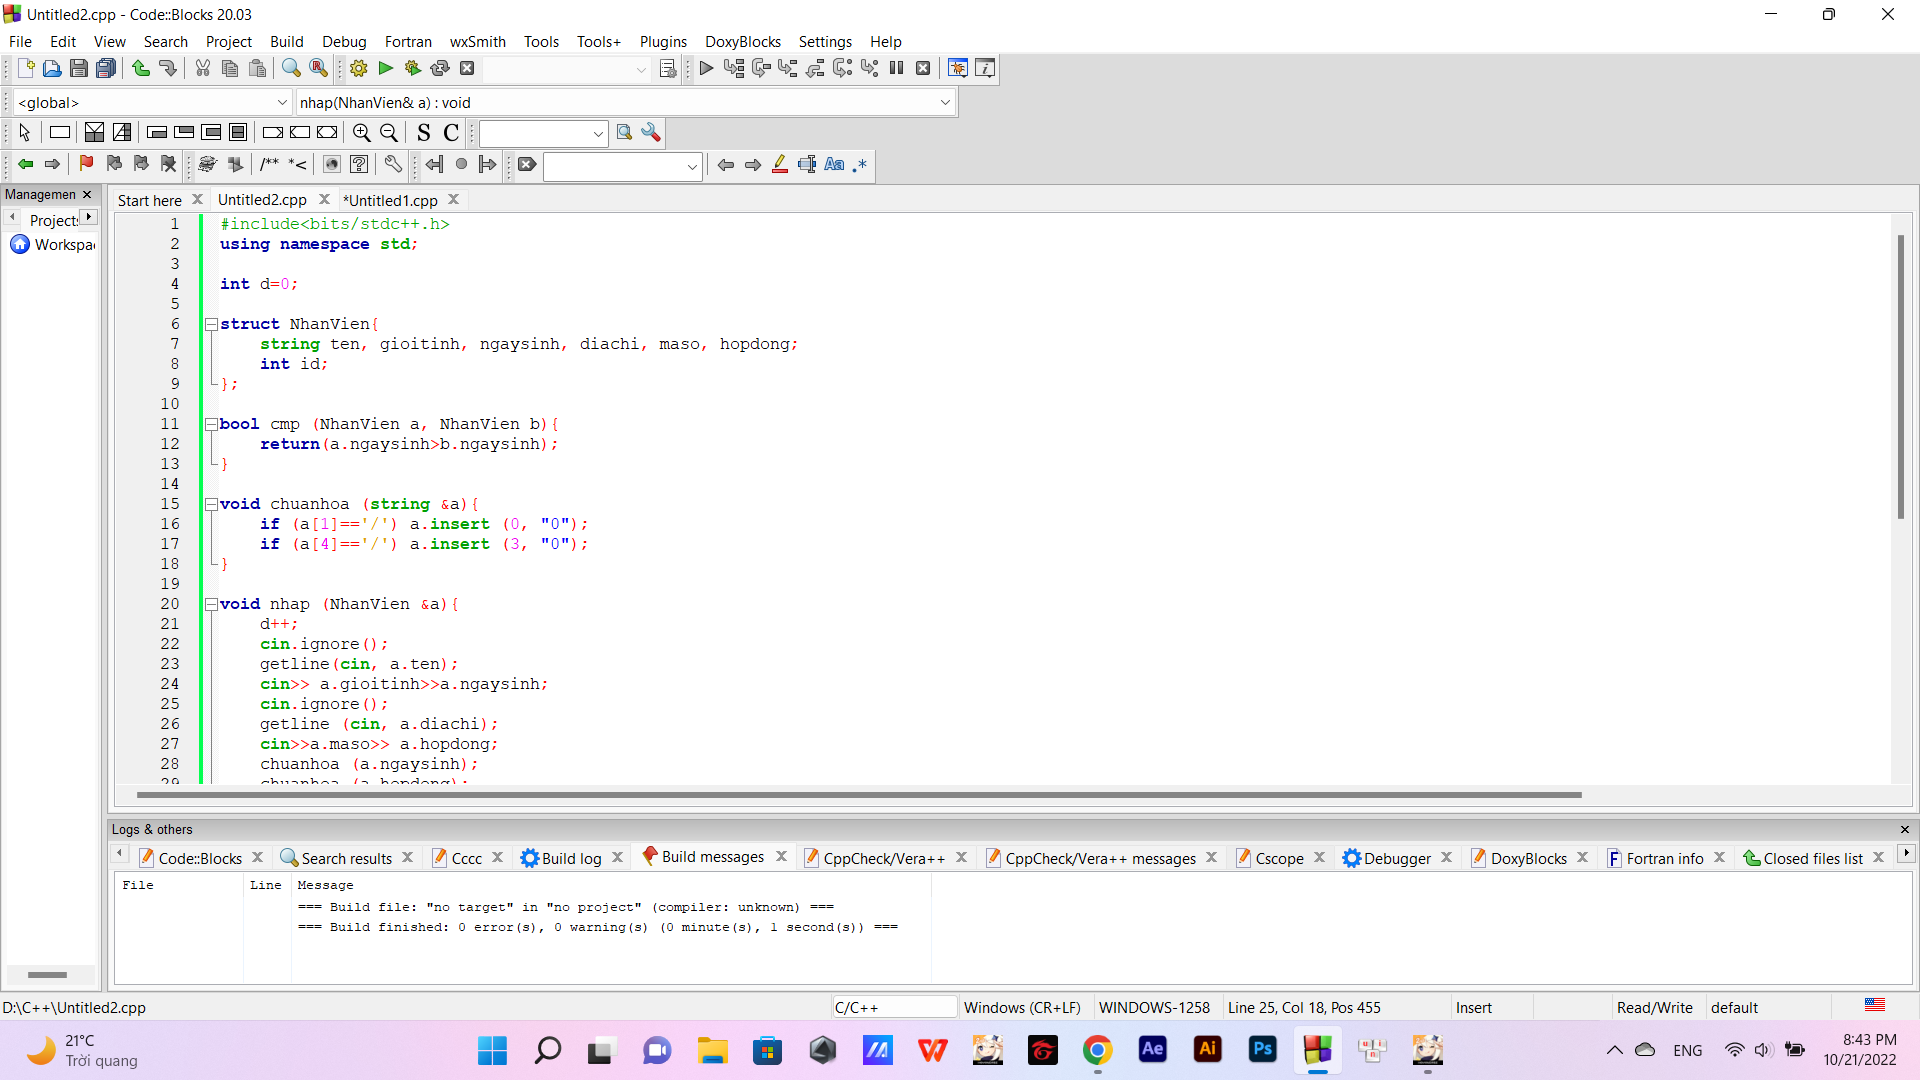 Untitled2.cpp - Code::Blocks 20.03
File Edit View Search Project Build Debug Fortran wxSmith Tools Tools+ Plugins DoxyBlocks Settings Help
<global> nhap(NhanVien& a) : void
S C
/** *< Aa .*
Managemen
Start here Untitled2.cpp *Untitled1.cpp
Projects
Workspa
1 #include<bits/stdc++.h>
2 using namespace std;
3
4 int d=0;
5
6 struct NhanVien{
7 string ten, gioitinh, ngaysinh, diachi, maso, hopdong;
8 int id;
9 };
10
11 bool cmp (NhanVien a, NhanVien b){
12 return(a.ngaysinh>b.ngaysinh);
13 }
14
15 void chuanhoa (string &a){
16 if (a[1]=='/') a.insert (0, "0");
17 if (a[4]=='/') a.insert (3, "0");
18 }
19
20 void nhap (NhanVien &a){
21 d++;
22 cin.ignore();
23 getline(cin, a.ten);
24 cin>> a.gioitinh>>a.ngaysinh;
25 cin.ignore();
26 getline (cin, a.diachi);
27 cin>>a.maso>> a.hopdong;
28 chuanhoa (a.ngaysinh);
29 chuanhoa (a.hopdong);
Logs & others
Code::Blocks Search results Cccc Build log Build messages CppCheck/Vera++ CppCheck/Vera++ messages Cscope Debugger DoxyBlocks Fortran info Closed files list
File Line Message
=== Build file: "no target" in "no project" (compiler: unknown) ===
=== Build finished: 0 error(s), 0 warning(s) (0 minute(s), 1 second(s)) ===
D:\C++\Untitled2.cpp C/C++ Windows (CR+LF) WINDOWS-1258 Line 25, Col 18, Pos 455 Insert Read/Write default
21°C
Trời quang
Ae Ai Ps
ENG
8:43 PM
10/21/2022